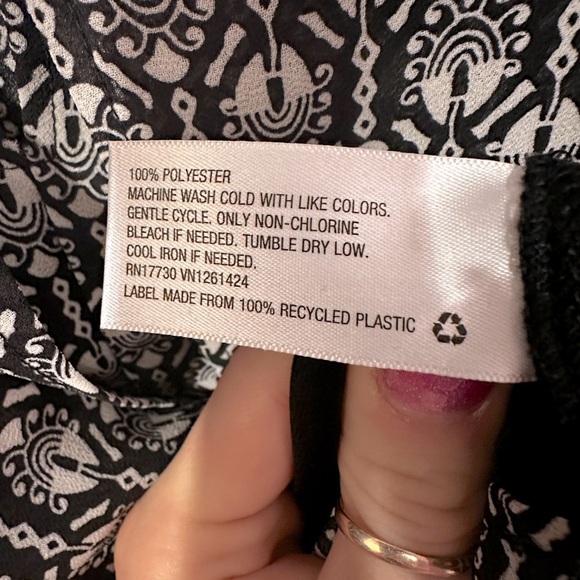 100% POLYESTER
MACHINE WASH COLD WITH LIKE COLORS.
GENTLE CYCLE. ONLY NON-CHLORINE
BLEACH IF NEEDED. TUMBLE DRY LOW.
COOL IRON IF NEEDED.
RN17730 VN1261424
LABEL MADE FROM 100% RECYCLED PLASTIC